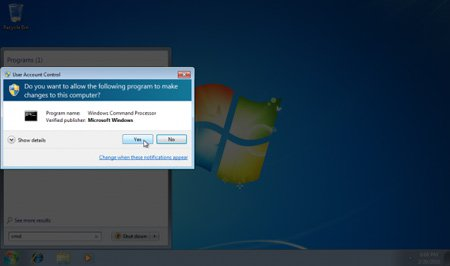 Recycle Bin
Programs (1)
User Account Control
Do you want to allow the following program to make
changes to this computer?
Program name: Windows Command Processor
Verified publisher: Microsoft Windows
Show details
Yes
No
Change when these notifications appear
See more results
cmd
Shut down